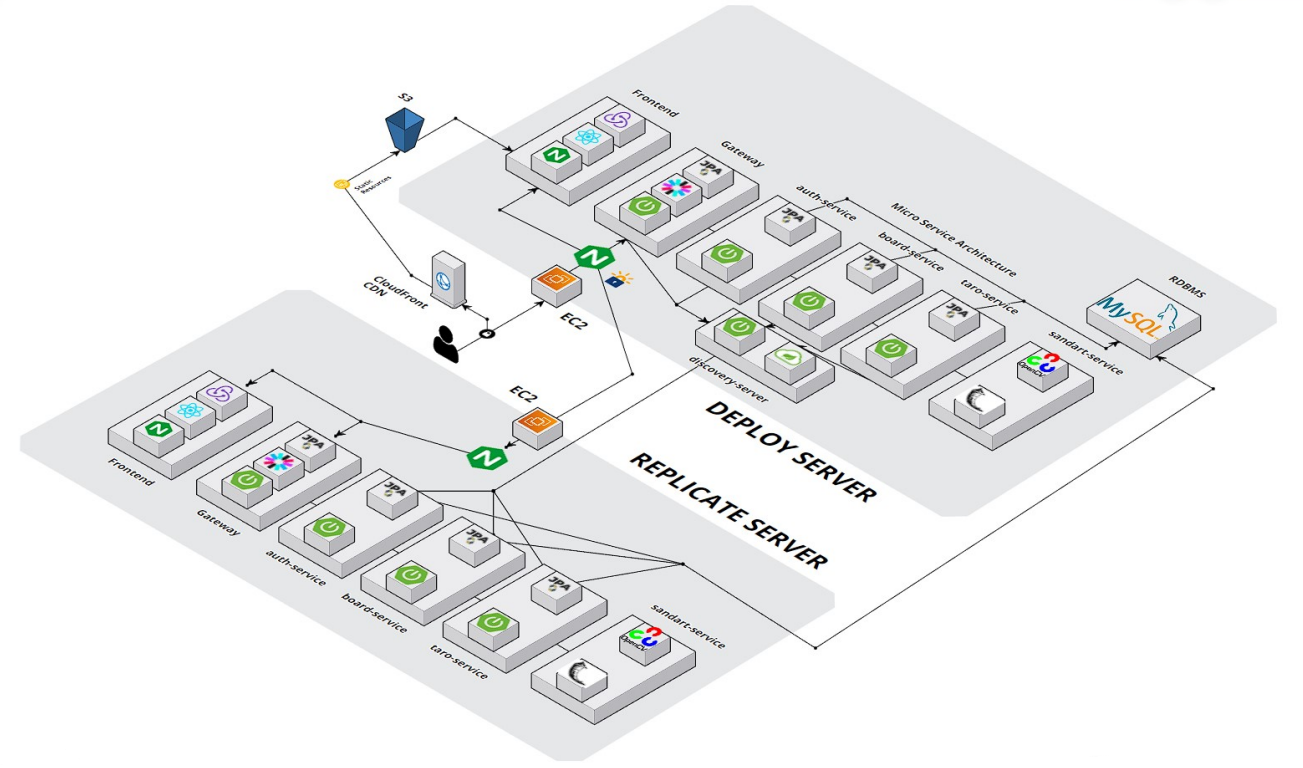 S3
Frontend
Static
Resources
Gateway
JPA
auth-service
JPA
Micro Service Architecture
board-service
JPA
taro-service
JPA
RDBMS
MySQL
sandart-service
OpenCV
CloudFront
CDN
EC2
discovery-server
DEPLOY SERVER
EC2
REPLICATE SERVER
Frontend
JPA
Gateway
JPA
auth-service
JPA
board-service
JPA
taro-service
sandart-service
OpenCV